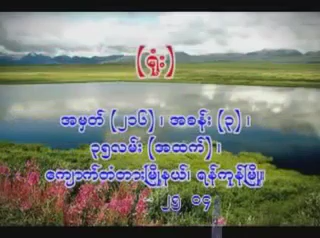 (ရုံး)
အမှတ် (၂၁၆) ၊ အခန်း (၃) ၊
၃၅လမ်း (အထက်) ၊
ကျောက်တံတားမြို့နယ်၊ ရန်ကုန်မြို့။